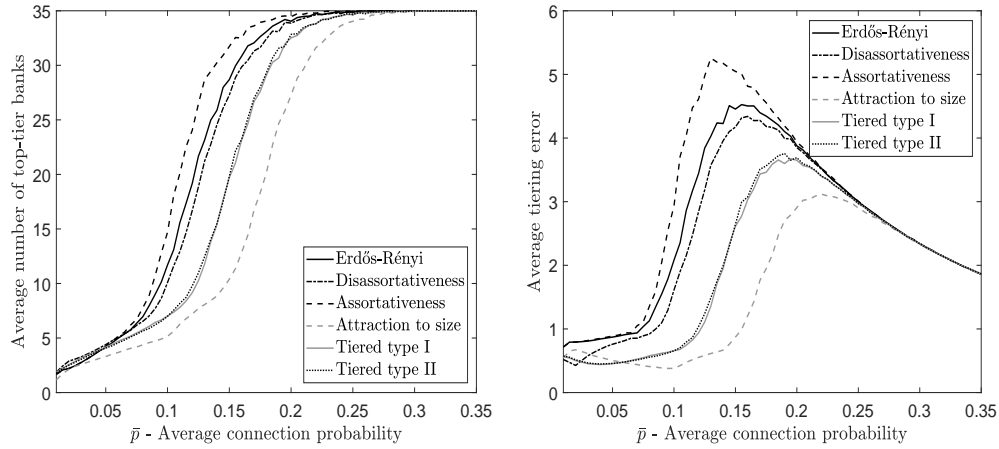 Average number of top-tier banks
35
30
25
20
15
10
5
0
Erdős-Rényi
Disassortativeness
Assortativeness
Attraction to size
Tiered type I
Tiered type II
0.05 0.1 0.15 0.2 0.25 0.3 0.35
p̄ - Average connection probability
Average tiering error
6
5
4
3
2
1
0
Erdős-Rényi
Disassortativeness
Assortativeness
Attraction to size
Tiered type I
Tiered type II
0.05 0.1 0.15 0.2 0.25 0.3 0.35
p̄ - Average connection probability